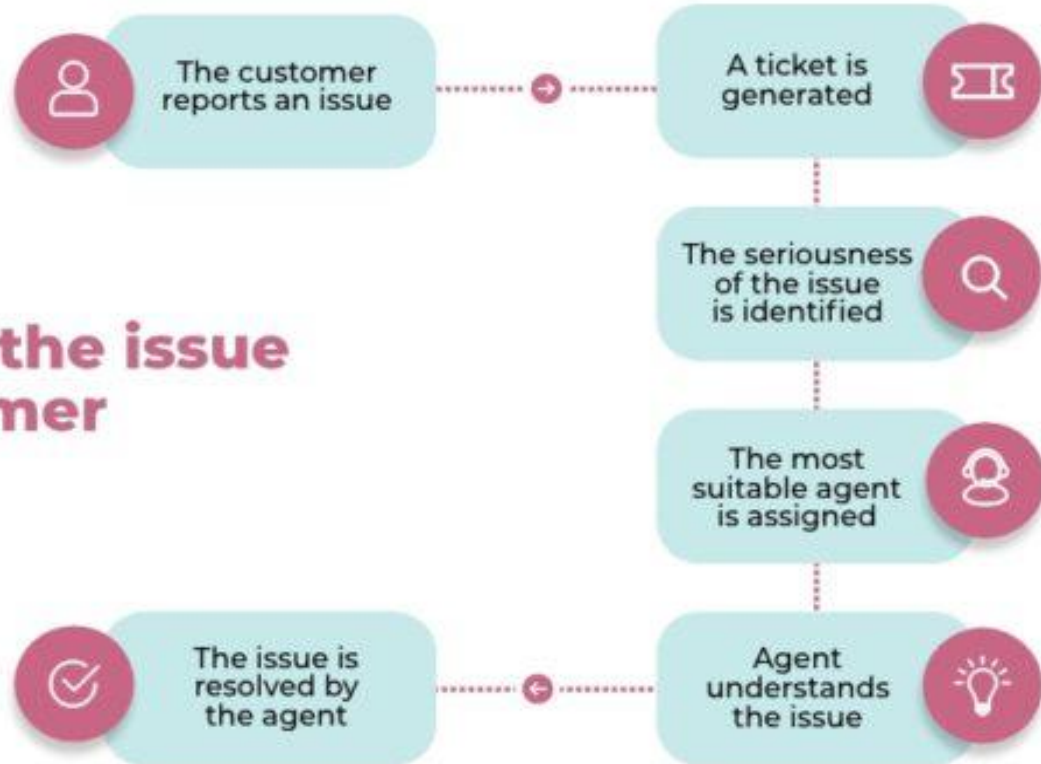 The customer
reports an issue
A ticket is
generated
The seriousness
of the issue
is identified
the issue
The most
suitable agent
is assigned
The issue is
resolved by
the agent
Agent
understands
the issue